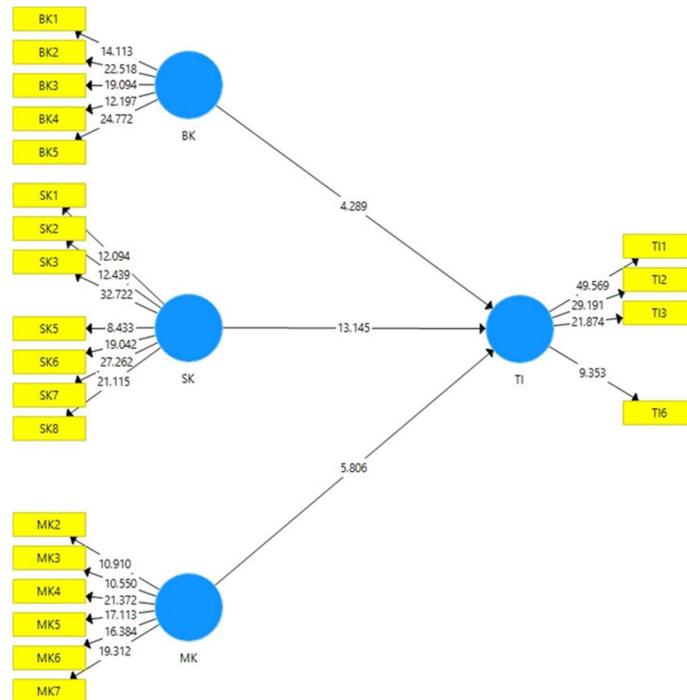 BK1
BK2
BK3
BK4
BK5
14.113
22.518
19.094
12.197
24.772
BK
4.289
SK1
SK2
SK3
SK5
SK6
SK7
SK8
12.094
12.439
32.722
8.433
19.042
27.262
21.115
SK
13.145
MK2
MK3
MK4
MK5
MK6
MK7
10.910
10.550
21.372
17.113
16.384
19.312
MK
5.806
TI
49.569
29.191
21.874
9.353
TI1
TI2
TI3
TI6